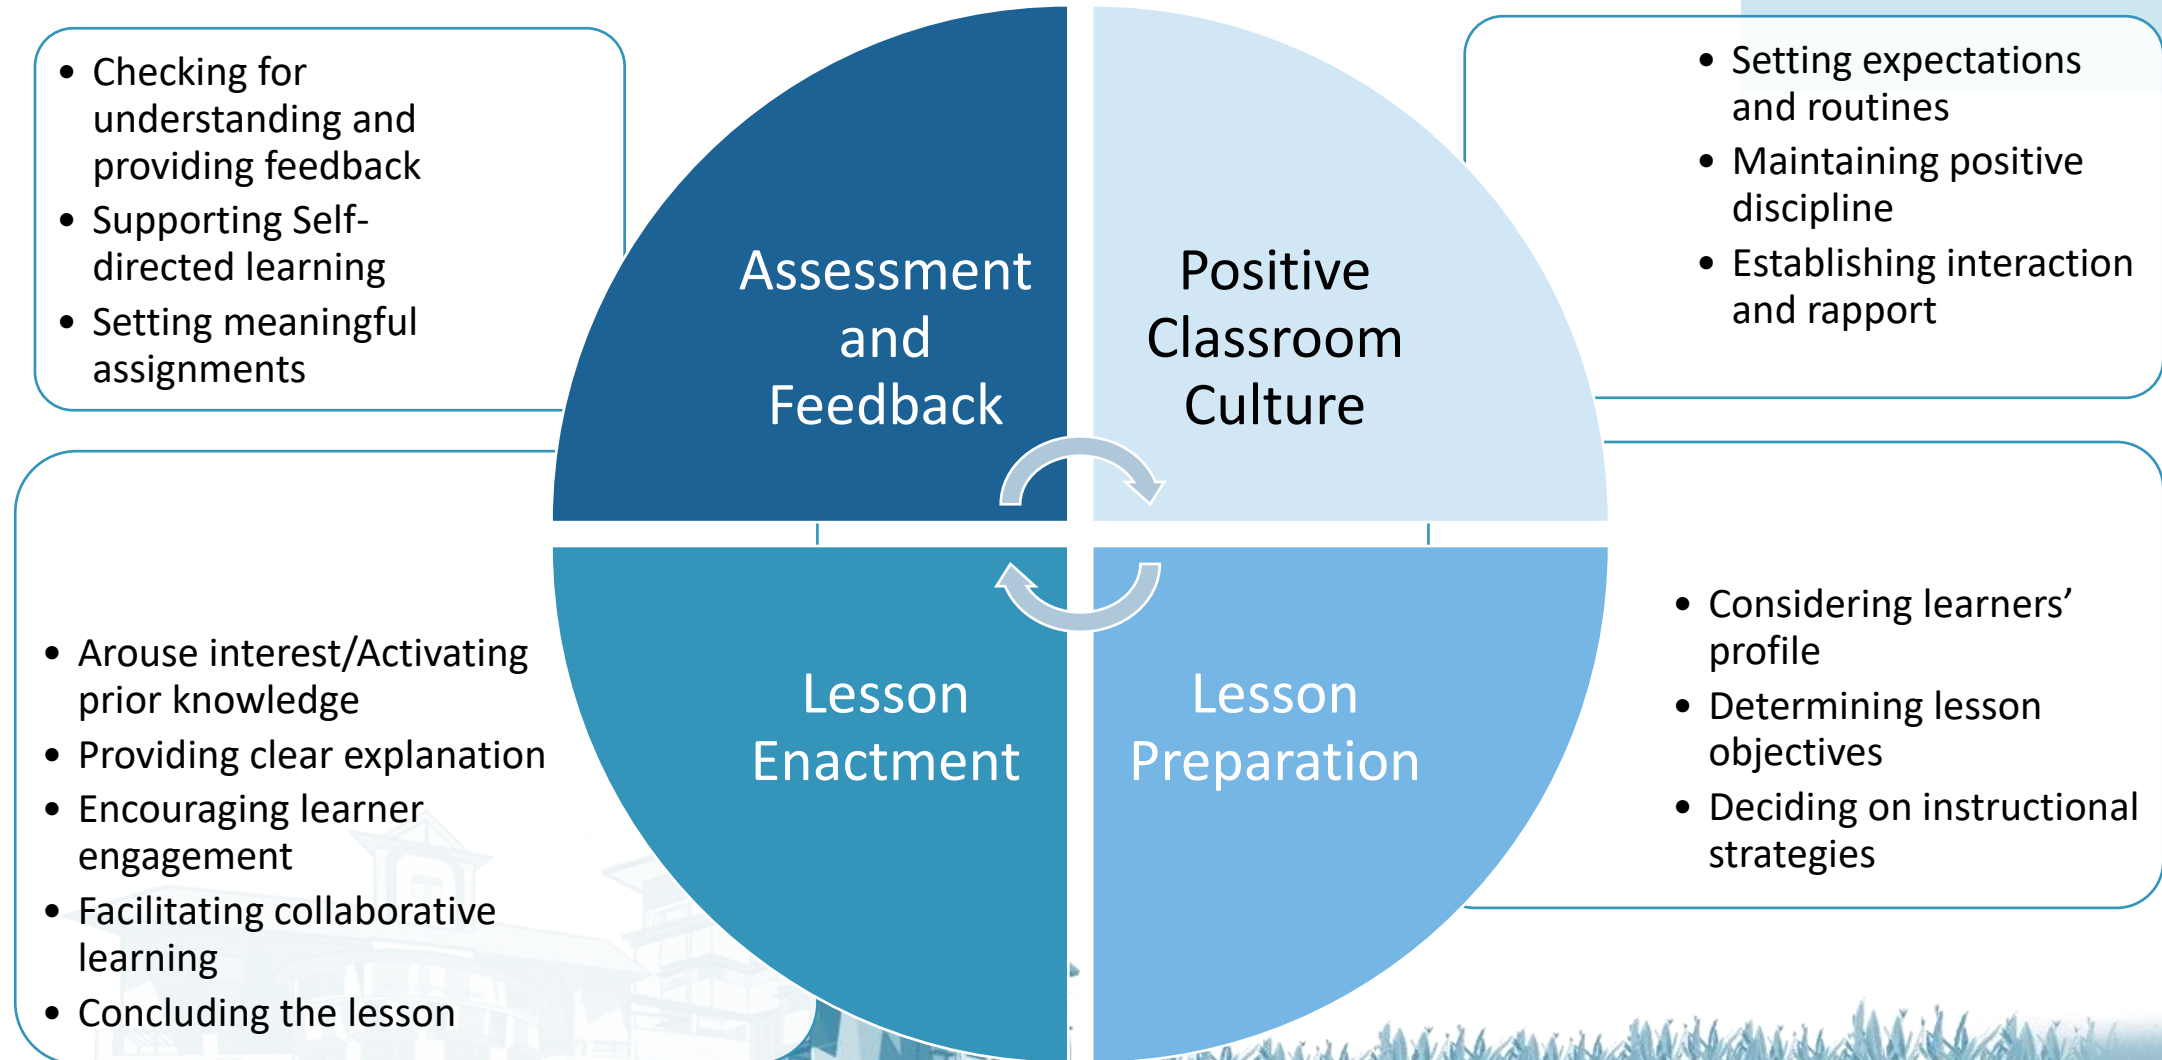 • Checking for
understanding and
providing feedback
• Supporting Self-
directed learning
• Setting meaningful
assignments
Assessment
and
Feedback
Positive
Classroom
Culture
• Setting expectations
and routines
• Maintaining positive
discipline
• Establishing interaction
and rapport
• Arouse interest/Activating
prior knowledge
• Providing clear explanation
• Encouraging learner
engagement
• Facilitating collaborative
learning
• Concluding the lesson
Lesson
Enactment
Lesson
Preparation
• Considering learners’
profile
• Determining lesson
objectives
• Deciding on instructional
strategies